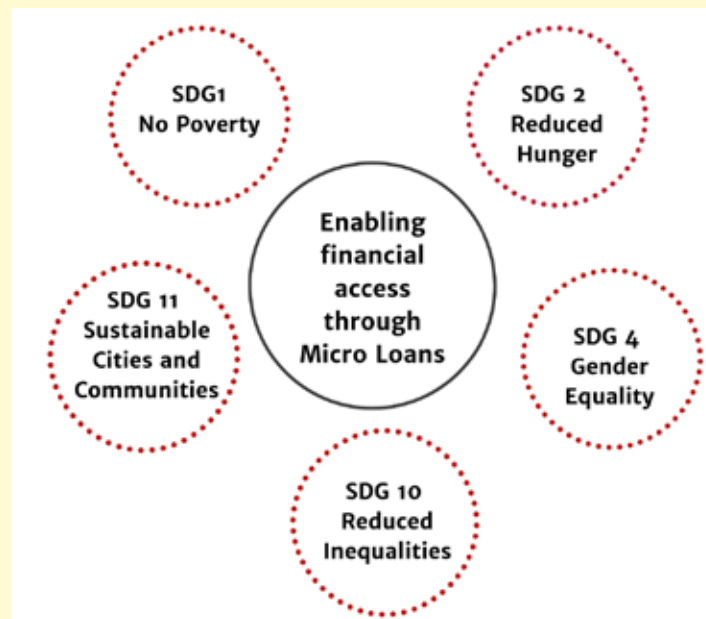 SDG1
No Poverty
SDG 2
Reduced
Hunger
Enabling
financial
access
through
Micro Loans
SDG 11
Sustainable
Cities and
Communities
SDG 4
Gender
Equality
SDG 10
Reduced
Inequalities